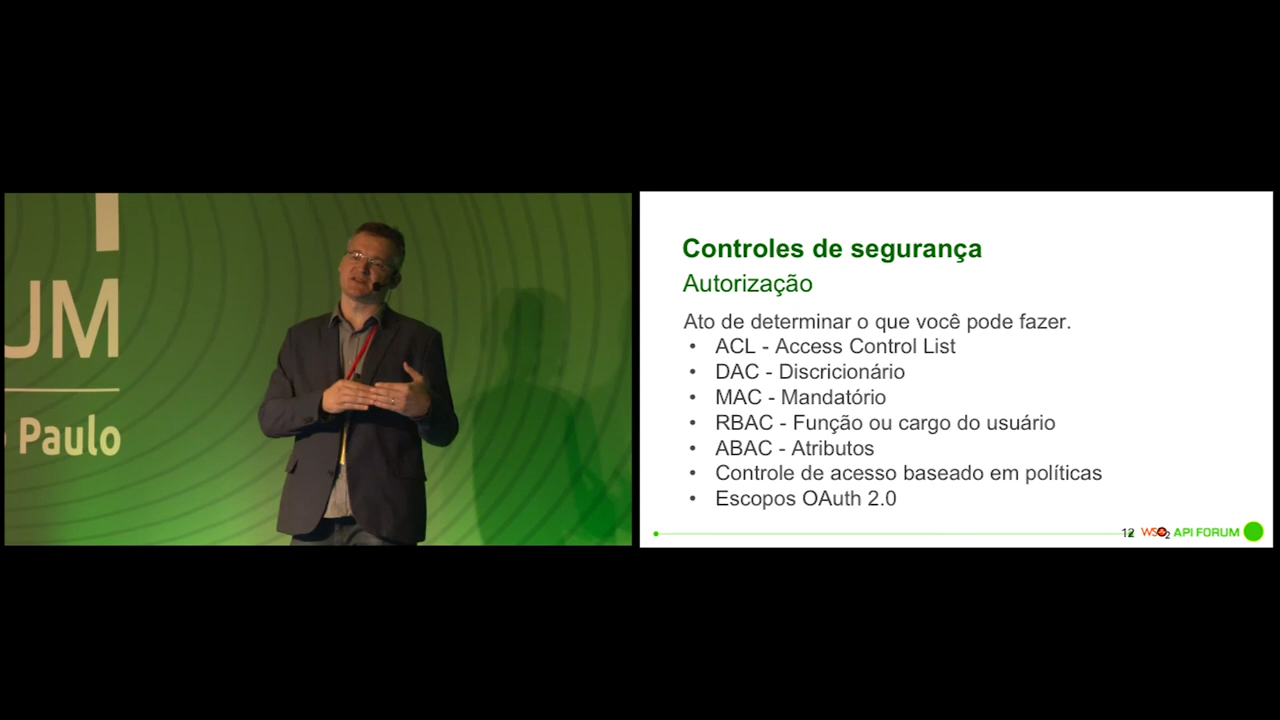 UM
Paulo
Controles de segurança
Autorização
Ato de determinar o que você pode fazer.
• ACL - Access Control List
• DAC - Discricionário
• MAC - Mandatório
• RBAC - Função ou cargo do usuário
• ABAC - Atributos
• Controle de acesso baseado em políticas
• Escopos OAuth 2.0
12 WSO2 API FORUM